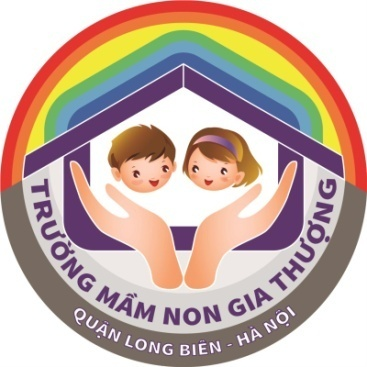 TRƯỜNG MẦM NON GIA THƯỢNG
QUẬN LONG BIÊN - HÀ NỘI